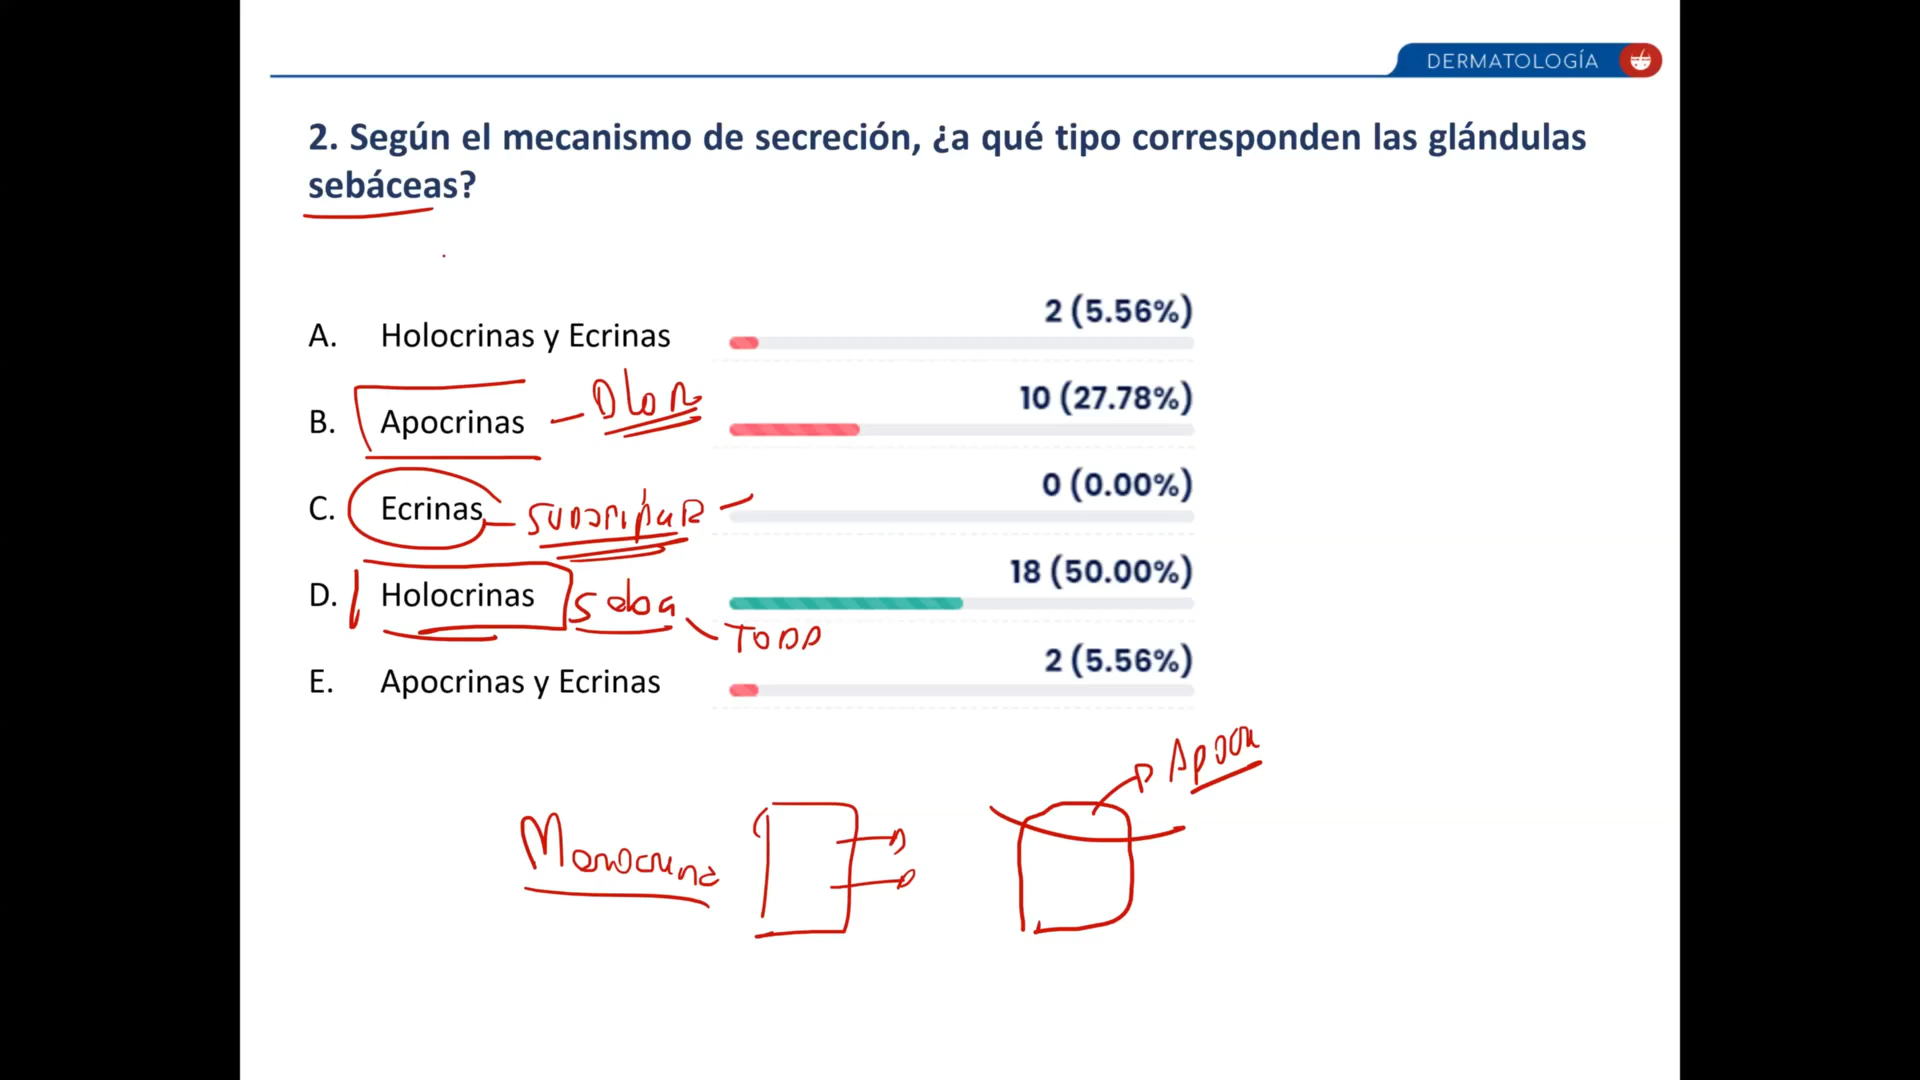 DERMATOLOGÍA
2. Según el mecanismo de secreción, ¿a qué tipo corresponden las glándulas
sebáceas?
A. Holocrinas y Ecrinas 2 (5.56%)
B. Apocrinas – Olor 10 (27.78%)
C. Ecrinas – sudorípar 0 (0.00%)
D. Holocrinas seba 18 (50.00%)
TODO
E. Apocrinas y Ecrinas 2 (5.56%)
Apocr
Merocrina